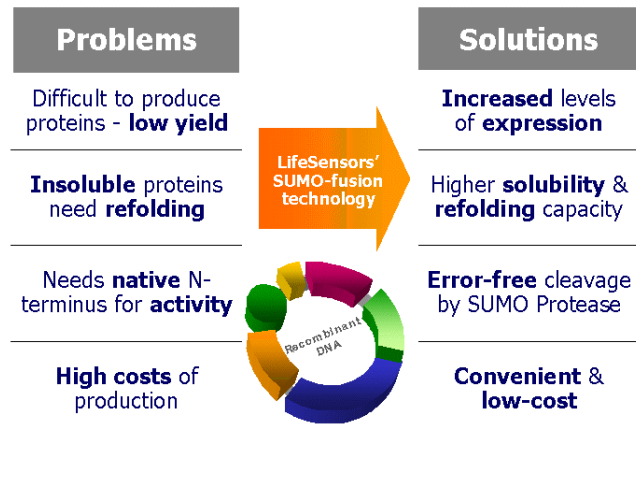 Problems
Difficult to produce
proteins - low yield
Insoluble proteins
need refolding
Needs native N-
terminus for activity
High costs of
production
LifeSensors'
SUMO-fusion
technology
Recombinant
DNA
Solutions
Increased levels
of expression
Higher solubility &
refolding capacity
Error-free cleavage
by SUMO Protease
Convenient &
low-cost